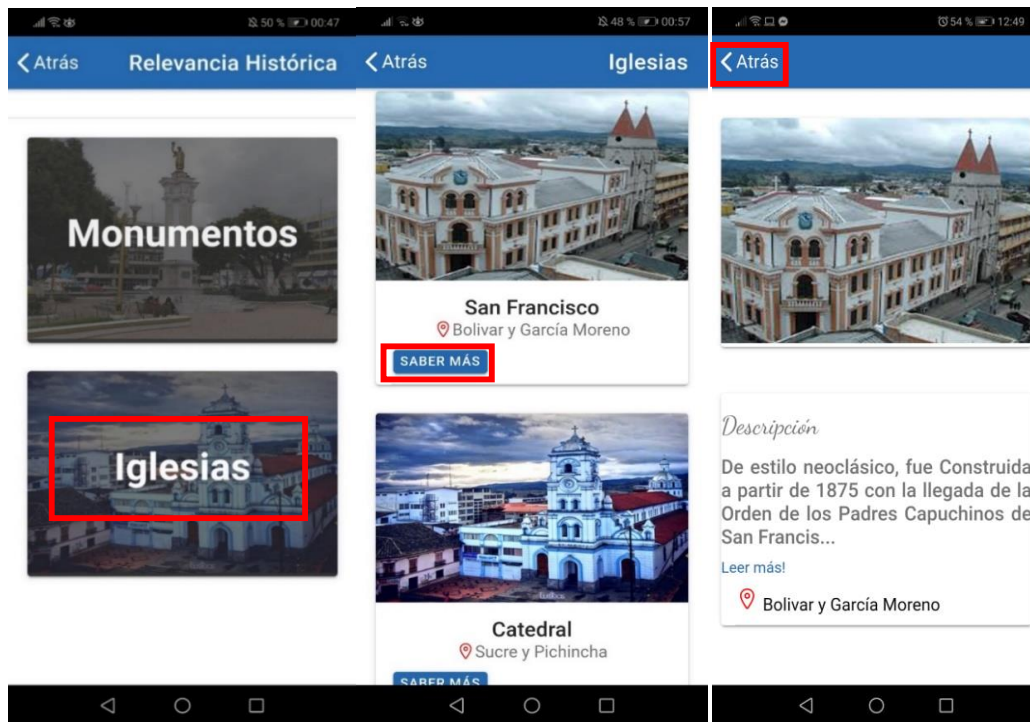 50 % 00:47
Atrás Relevancia Histórica
Monumentos
Iglesias
48 % 00:57
Atrás Iglesias
San Francisco
Bolivar y García Moreno
SABER MÁS
Catedral
Sucre y Pichincha
SABER MÁS
54 % 12:49
Atrás
Descripción
De estilo neoclásico, fue Construida
a partir de 1875 con la llegada de la
Orden de los Padres Capuchinos de
San Francis...
Leer más!
Bolivar y García Moreno